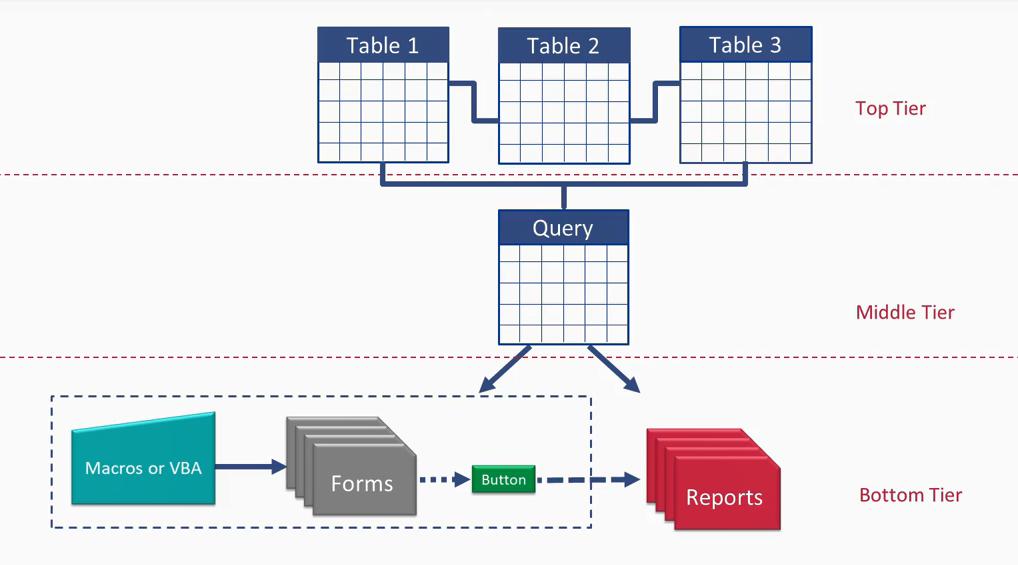 Table 1
Table 2
Table 3
Top Tier
Query
Middle Tier
Macros or VBA
Forms
Button
Reports
Bottom Tier